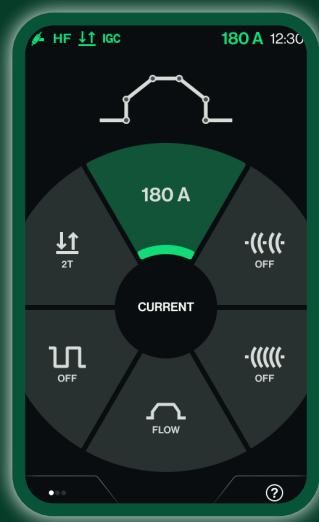 HF IGC 180 A 12:30
180 A
2T
OFF
CURRENT
OFF
OFF
FLOW
?